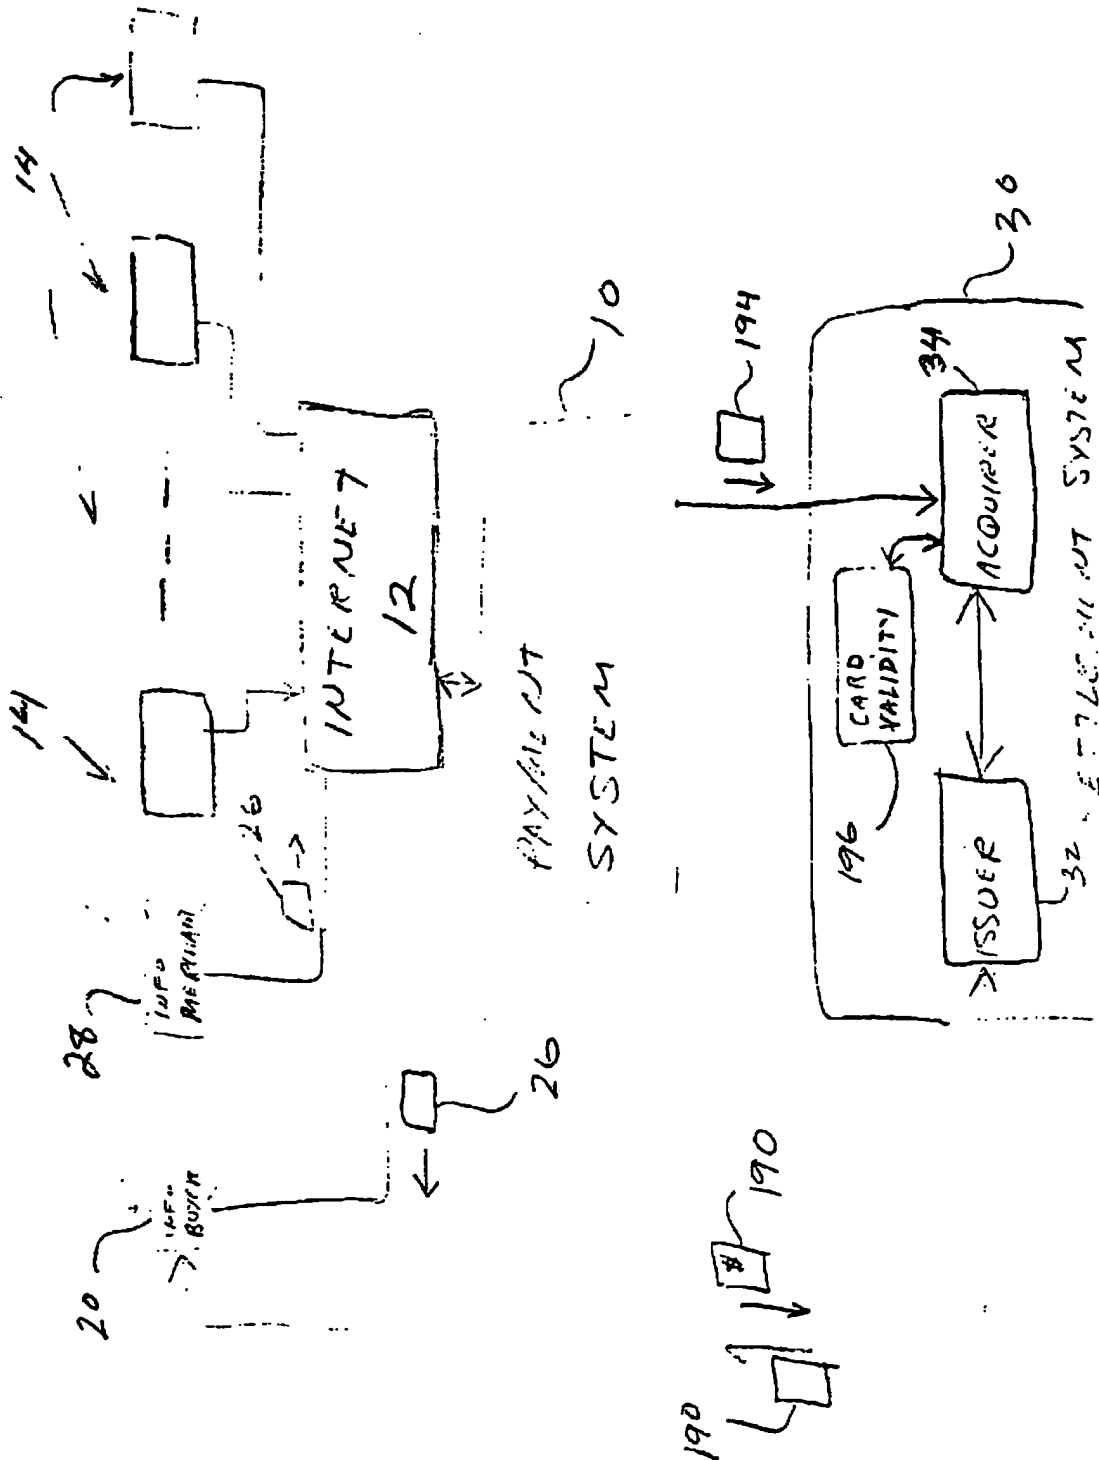 20
28
14
14
INFO
BUYER
INFO
MERCHANT
26
INTERNET
12
PAYMENT
SYSTEM
26
10
190
$
190
194
CARD
VALIDITY
196
34
30
ISSUER
ACQUIRER
32
SETTLEMENT SYSTEM